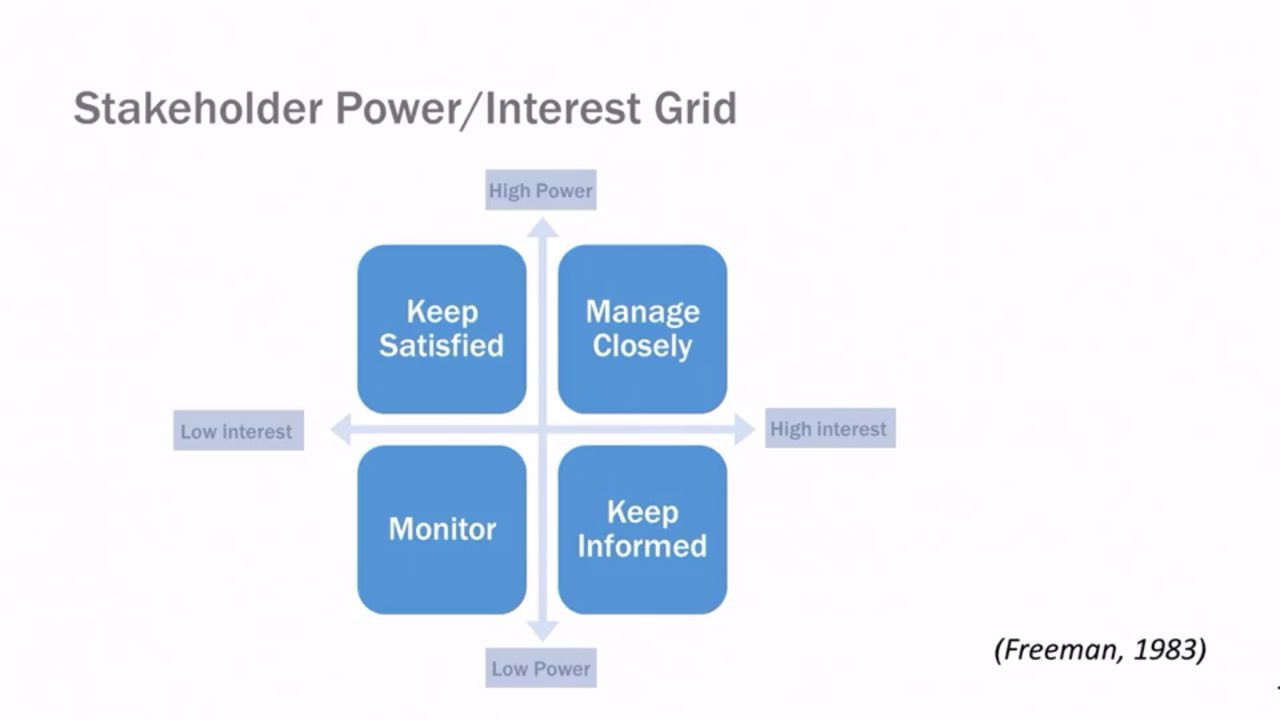 Stakeholder Power/Interest Grid
High Power
Keep
Satisfied
Manage
Closely
Low interest
High interest
Monitor
Keep
Informed
Low Power
(Freeman, 1983)